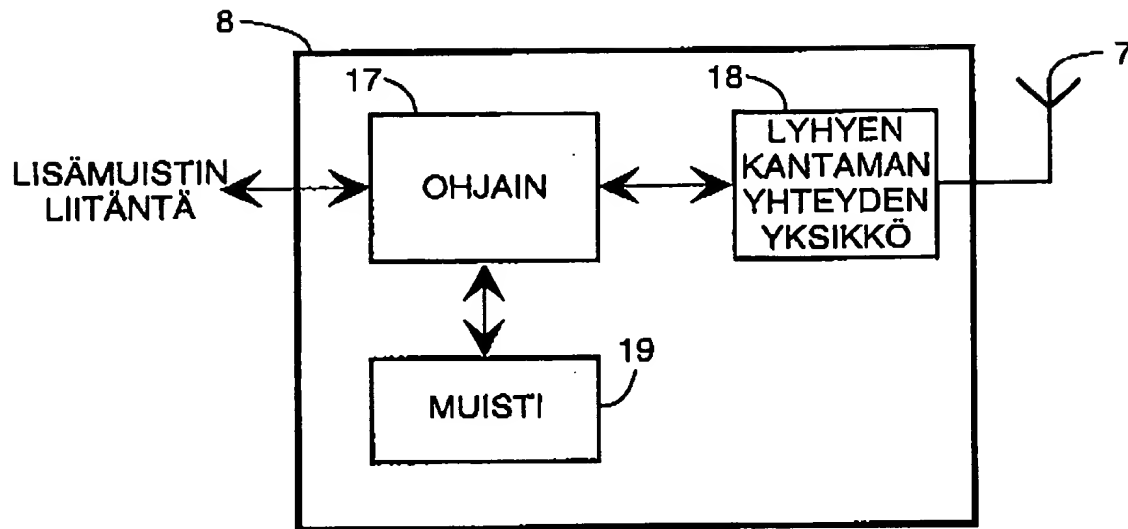 8
17
18
7
LISÄMUISTIN
LIITÄNTÄ
OHJAIN
LYHYEN
KANTAMAN
YHTEYDEN
YKSIKKÖ
19
MUISTI